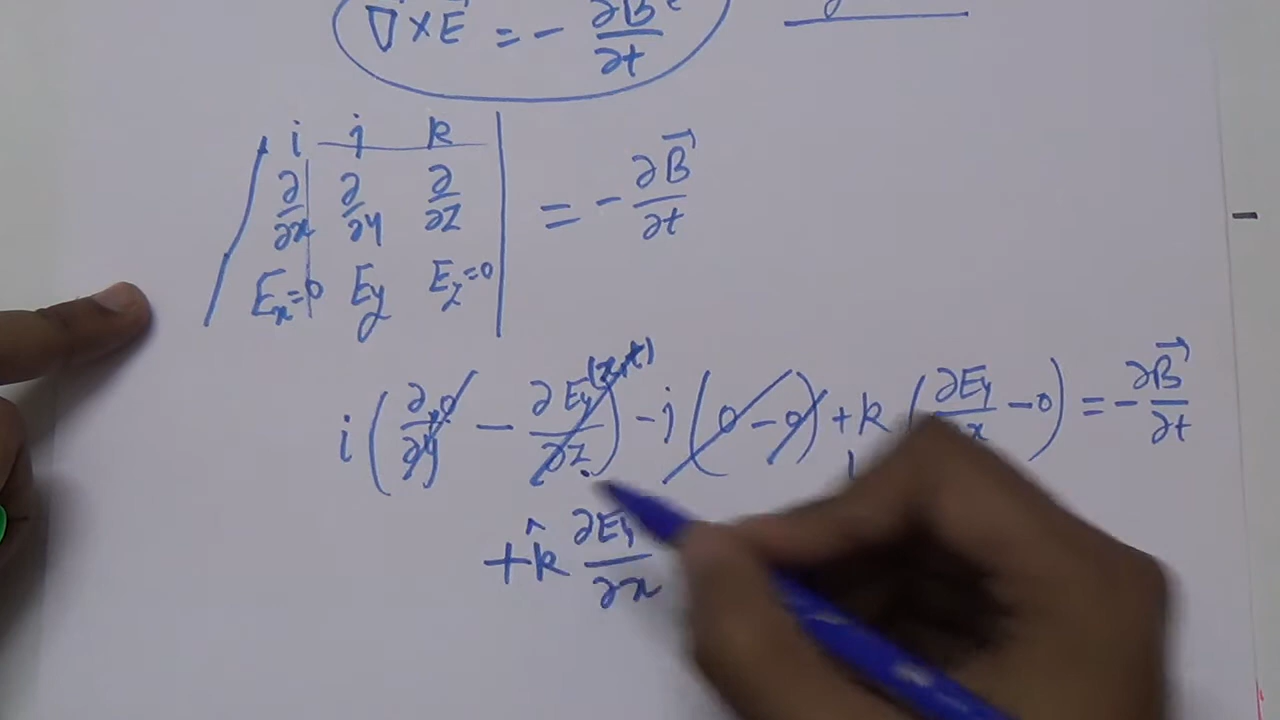 ∇ × E⃗ = − ∂B⃗/∂t
i j k
∂/∂x ∂/∂y ∂/∂z = − ∂B⃗/∂t
Ex=0 Ey Ez=0
i (∂/∂y 0 − ∂Ey(x,t)/∂z) − j (0 − 0) + k (∂Ey/∂x − 0) = − ∂B⃗/∂t
+ k̂ ∂Ey/∂x